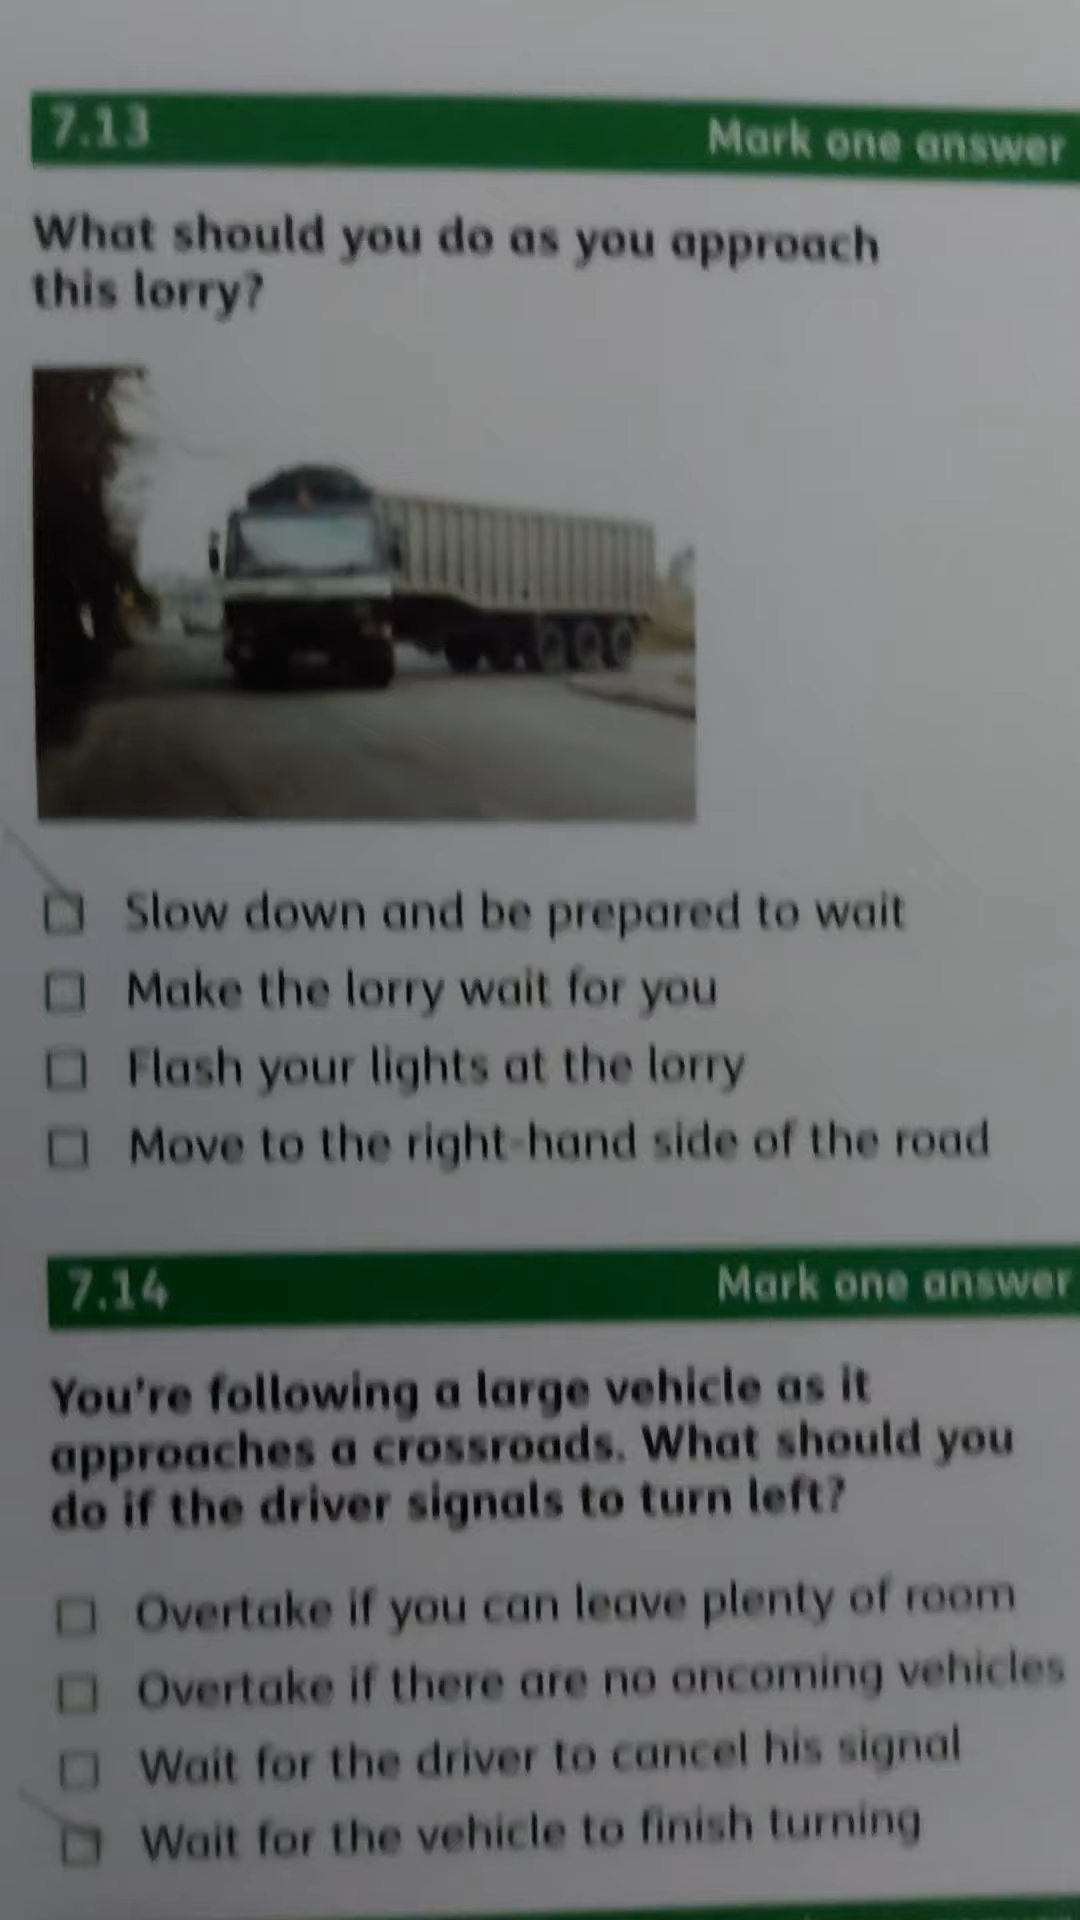 7.13
Mark one answer
What should you do as you approach
this lorry?
Slow down and be prepared to wait
Make the lorry wait for you
Flash your lights at the lorry
Move to the right-hand side of the road
7.14
Mark one answer
You're following a large vehicle as it
approaches a crossroads. What should you
do if the driver signals to turn left?
Overtake if you can leave plenty of room
Overtake if there are no oncoming vehicles
Wait for the driver to cancel his signal
Wait for the vehicle to finish turning